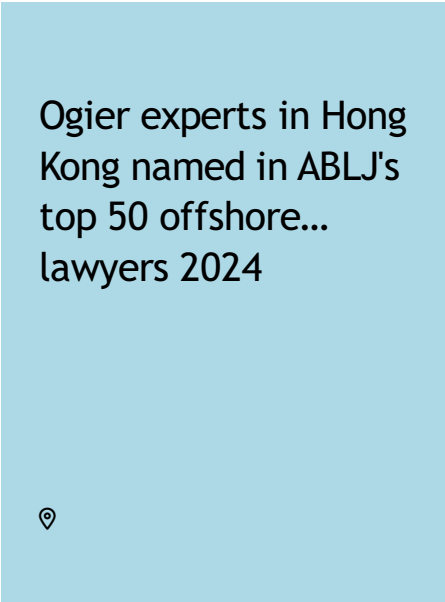 Ogier experts in Hong
Kong named in ABLJ's
top 50 offshore...
lawyers 2024